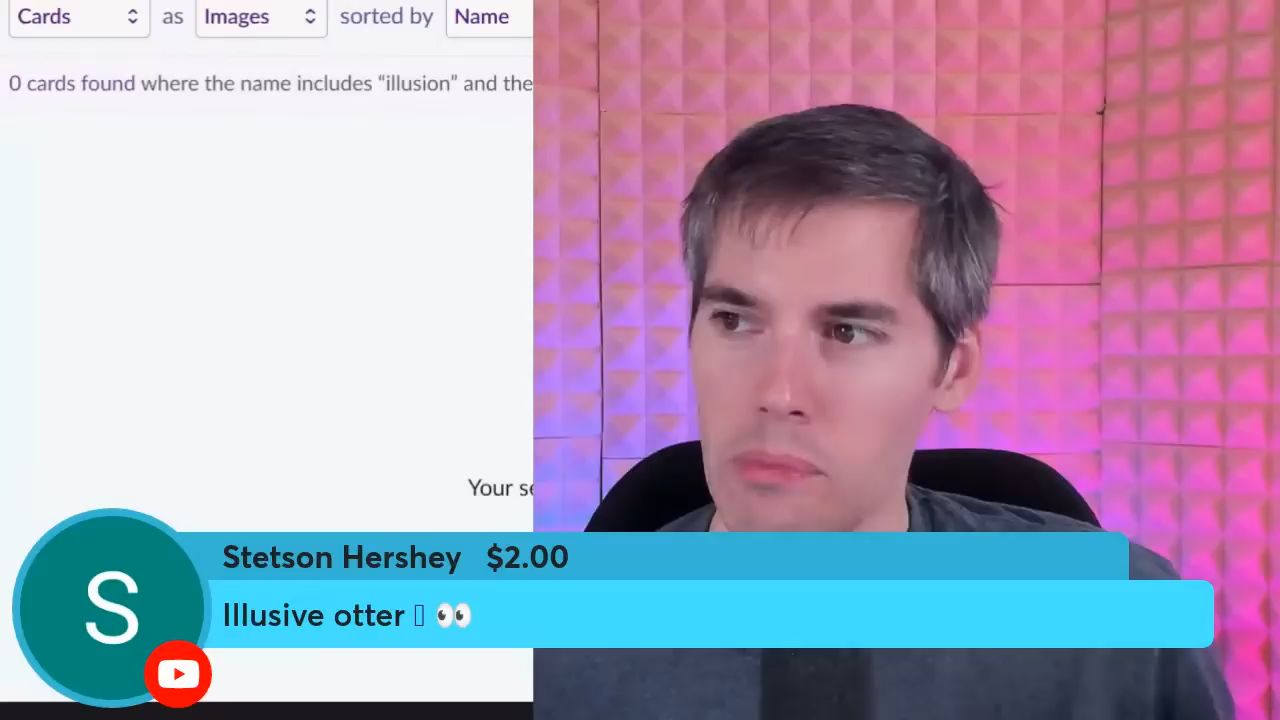 Cards as Images sorted by Name
0 cards found where the name includes “illusion” and the
Your se
S
Stetson Hershey $2.00
Illusive otter 👀